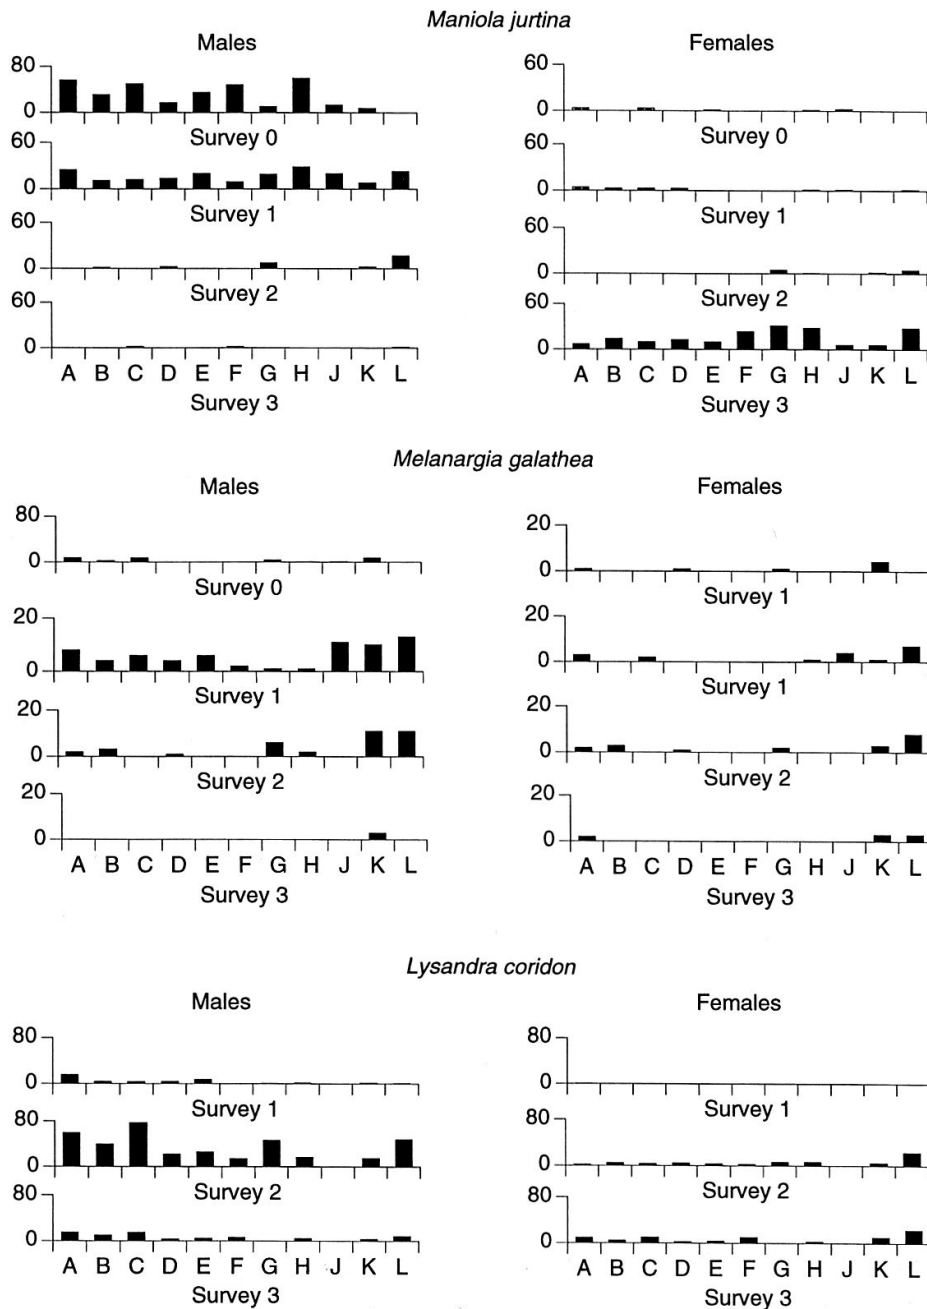 Maniola jurtina
Males
80
0
Survey 0
60
0
Survey 1
60
0
Survey 2
60
0
A B C D E F G H J K L
Survey 3
Females
60
0
Survey 0
60
0
Survey 1
60
0
Survey 2
60
0
A B C D E F G H J K L
Survey 3
Melanargia galathea
Males
80
0
Survey 0
20
0
Survey 1
20
0
Survey 2
20
0
A B C D E F G H J K L
Survey 3
Females
20
0
Survey 1
20
0
Survey 1
20
0
Survey 2
20
0
A B C D E F G H J K L
Survey 3
Lysandra coridon
Males
80
0
Survey 1
80
0
Survey 2
80
0
A B C D E F G H J K L
Survey 3
Females
80
0
Survey 1
80
0
Survey 2
80
0
A B C D E F G H J K L
Survey 3